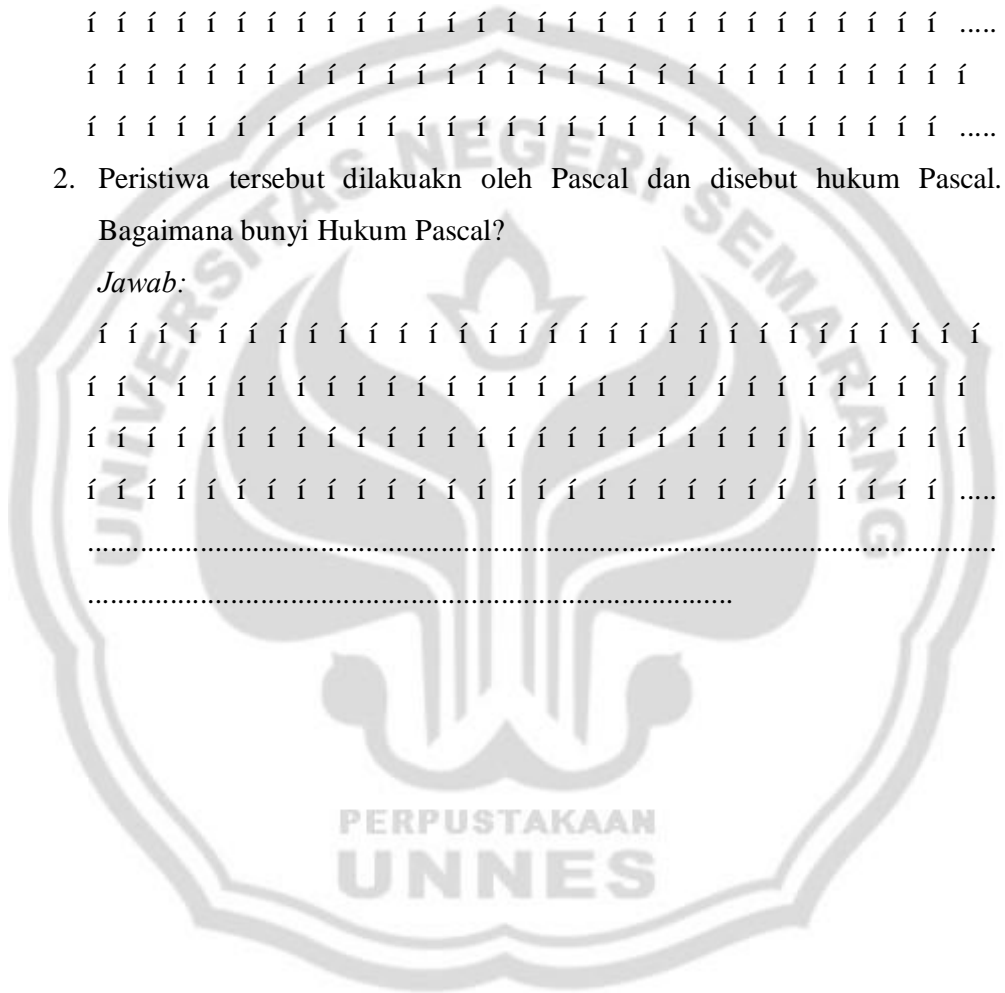 í í í í í í í í í í í í í í í í í í í í í í í í í í í í í .....
í í í í í í í í í í í í í í í í í í í í í í í í í í í í í í
í í í í í í í í í í í í í í í í í í í í í í í í í í í í í .....
2. Peristiwa tersebut dilakuakn oleh Pascal dan disebut hukum Pascal.
Bagaimana bunyi Hukum Pascal?
Jawab:
í í í í í í í í í í í í í í í í í í í í í í í í í í í í í í
í í í í í í í í í í í í í í í í í í í í í í í í í í í í í í
í í í í í í í í í í í í í í í í í í í í í í í í í í í í í í
í í í í í í í í í í í í í í í í í í í í í í í í í í í í í .....
..........................................................................................................
......................................................................................
UNIVERSITAS NEGERI SEMARANG
PERPUSTAKAAN
UNNES